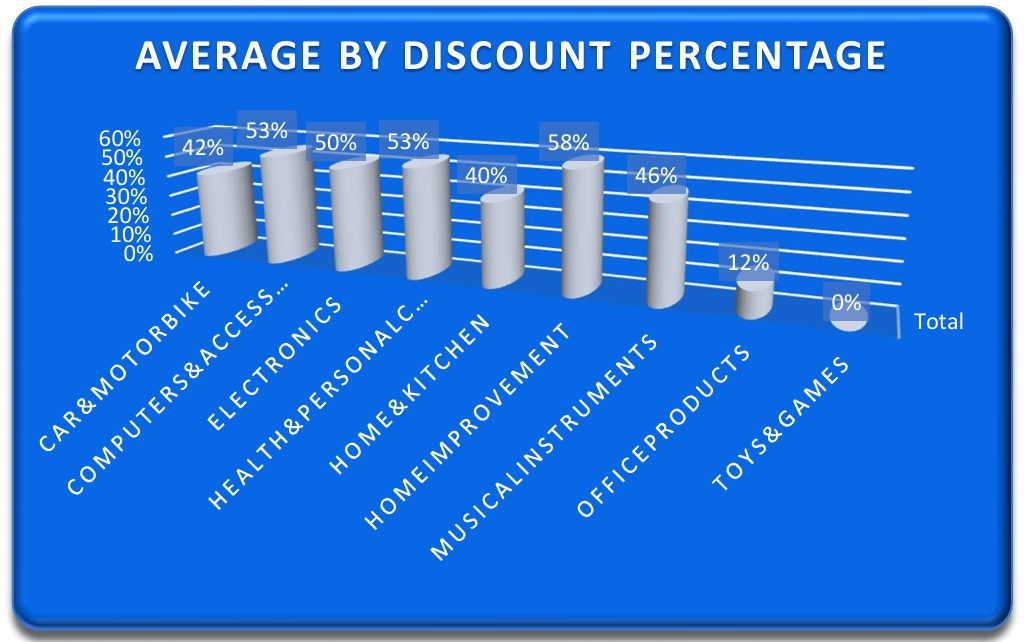 AVERAGE BY DISCOUNT PERCENTAGE
60%
50%
40%
30%
20%
10%
0%
42%
53%
50%
53%
40%
58%
46%
12%
0%
Total
CAR&MOTORBIKE
COMPUTERS&ACCESS...
ELECTRONICS
HEALTH&PERSONALC...
HOME&KITCHEN
HOMEIMPROVEMENT
MUSICALINSTRUMENTS
OFFICEPRODUCTS
TOYS&GAMES